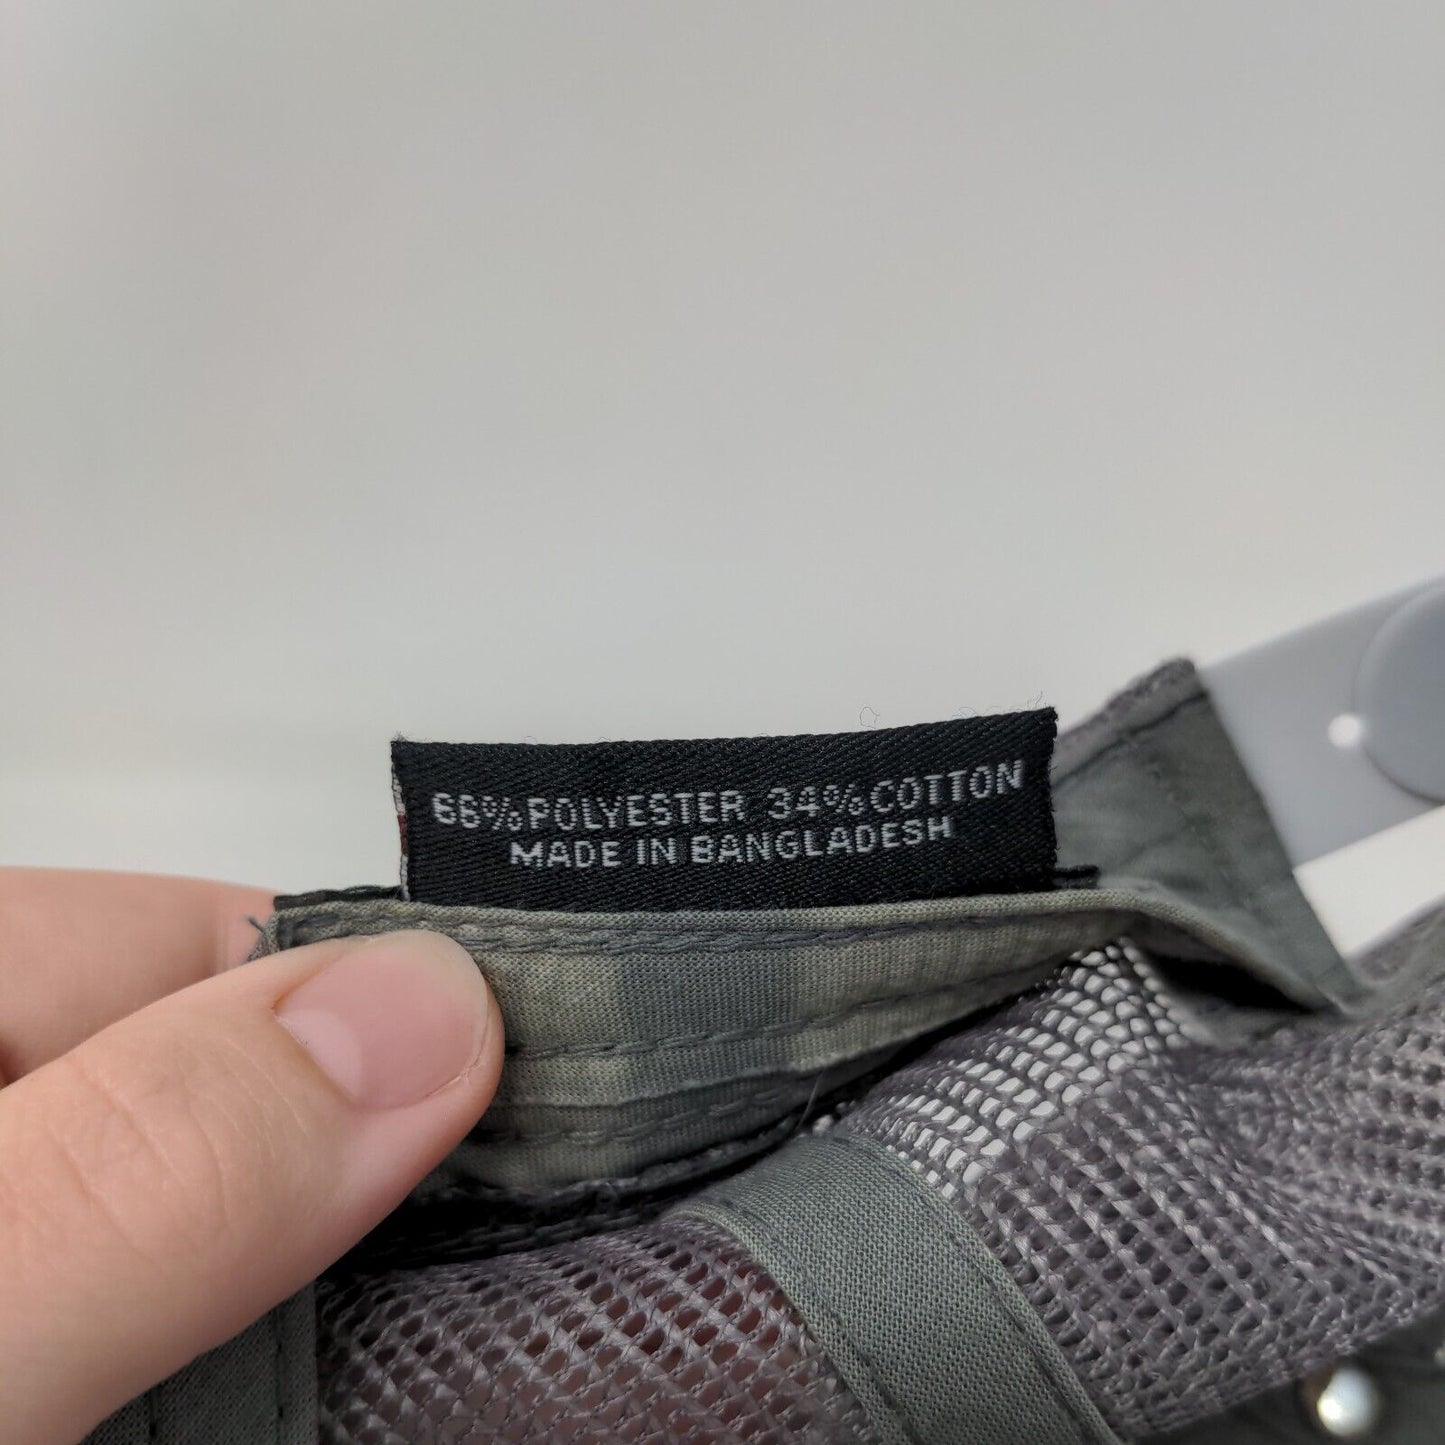 66% POLYESTER 34% COTTON
MADE IN BANGLADESH